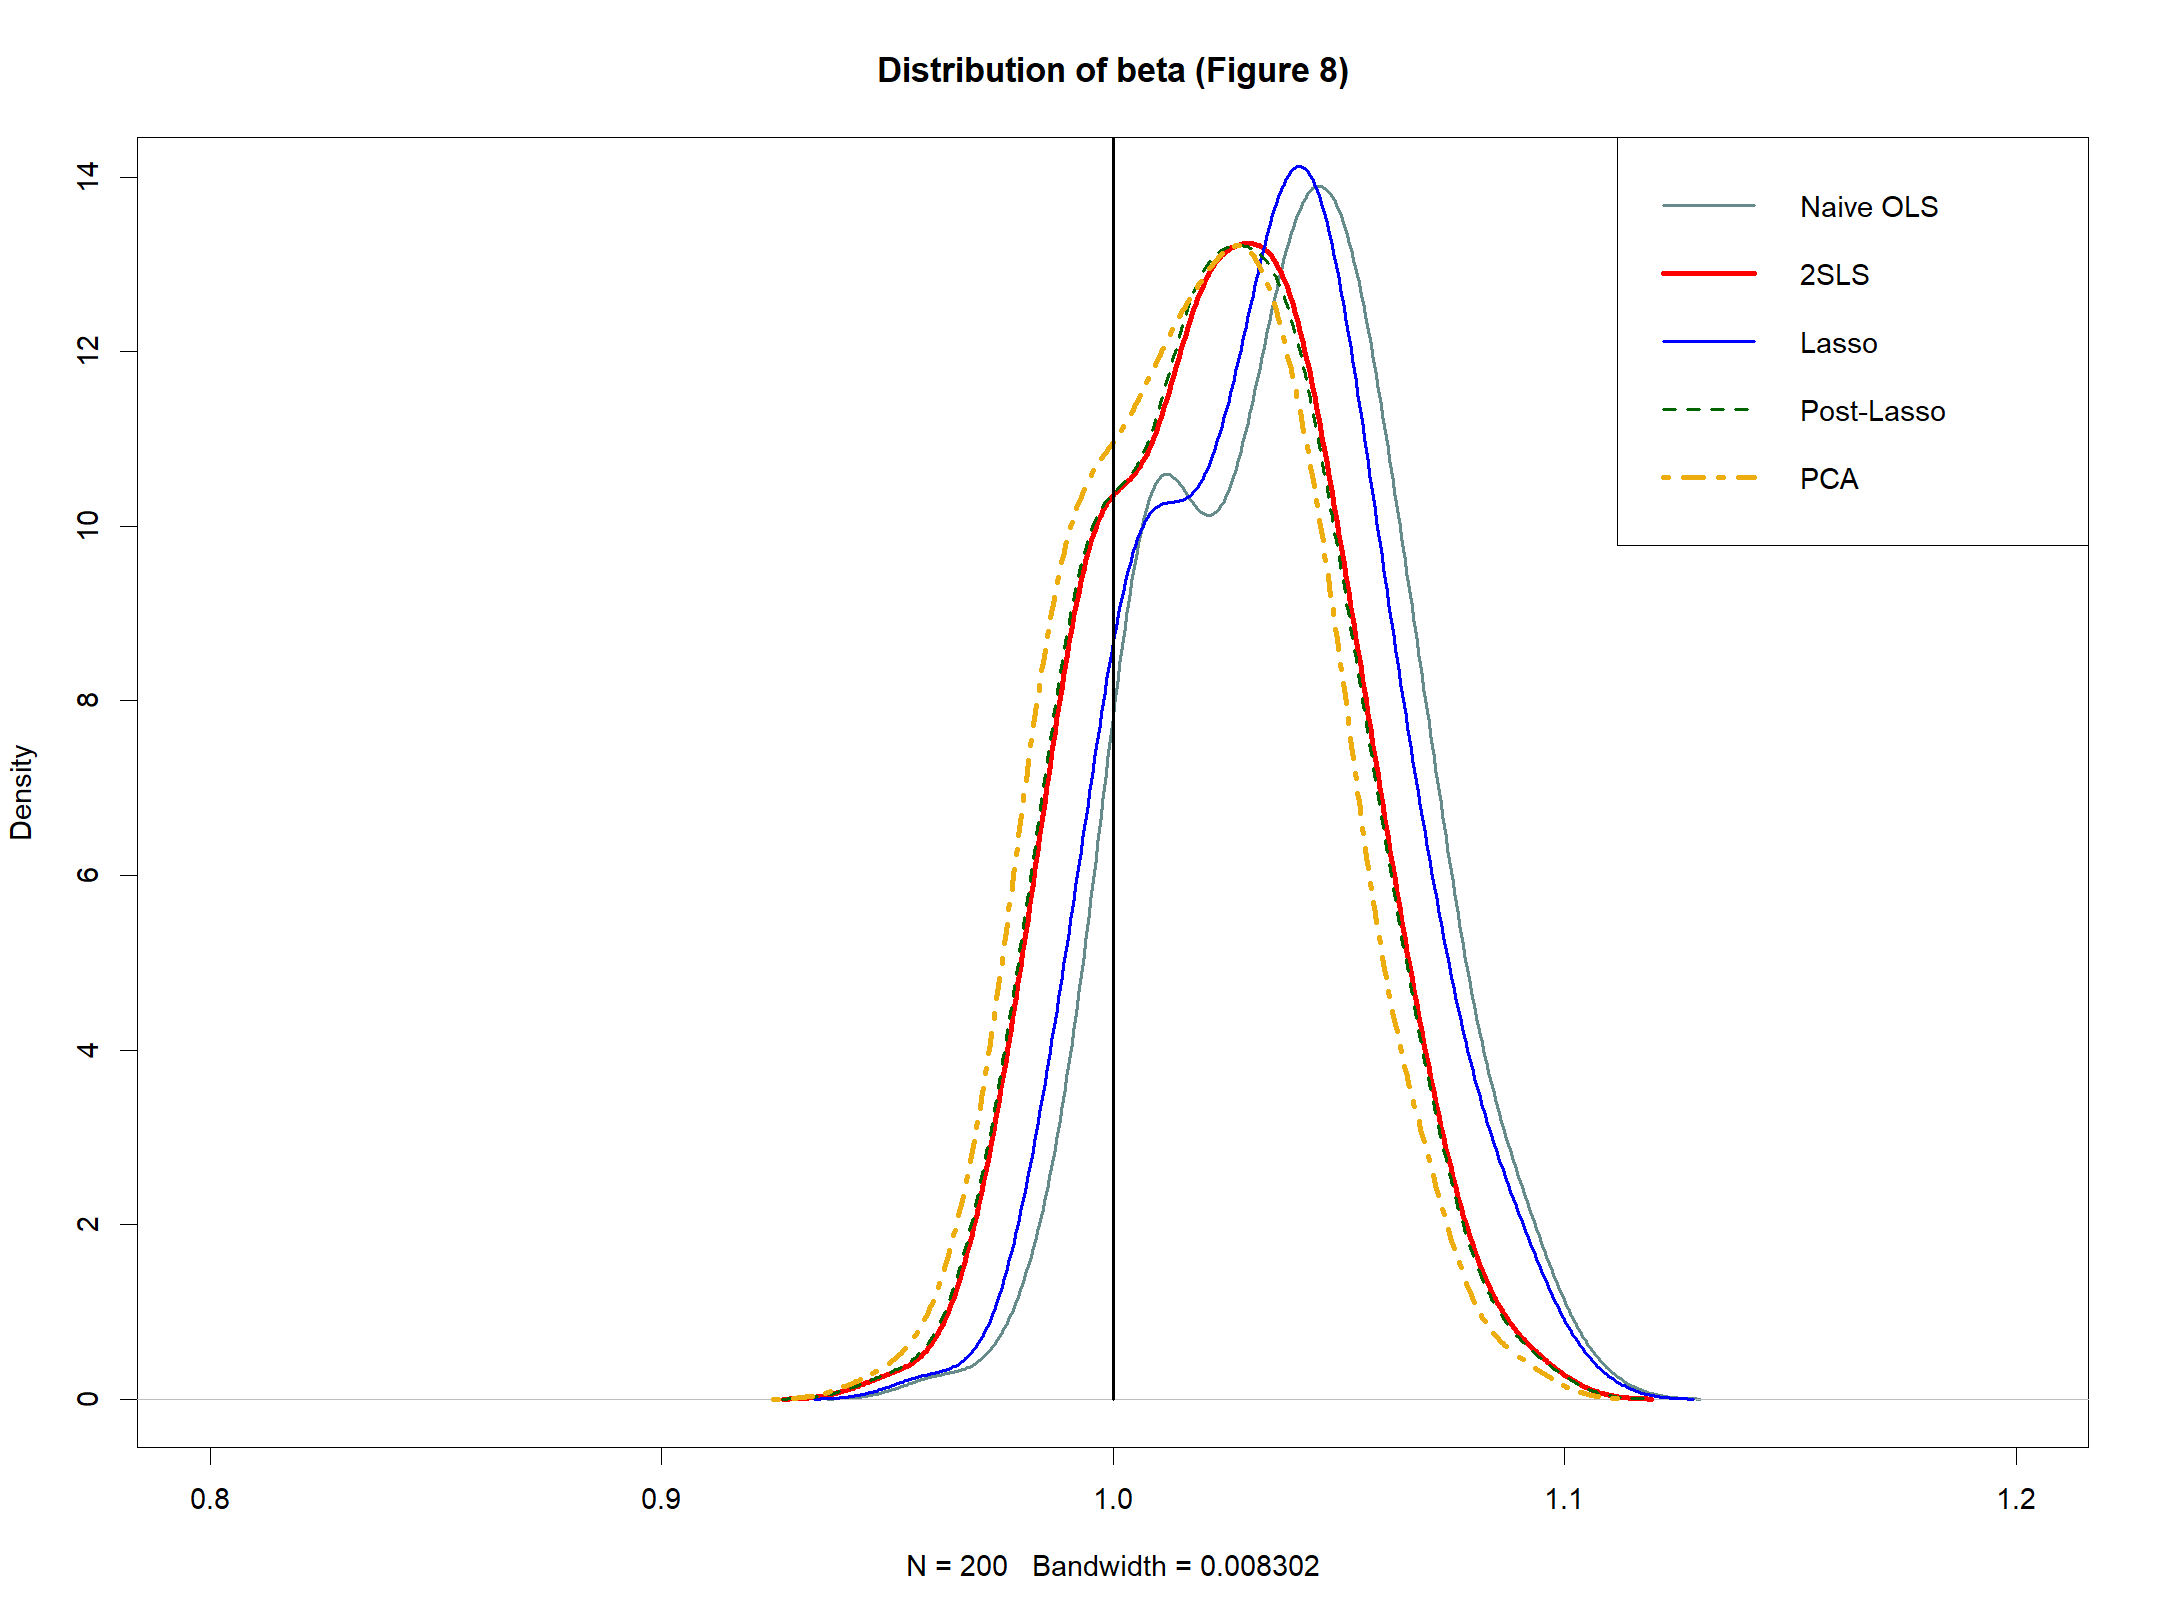 Distribution of beta (Figure 8)
Density
14
12
10
8
6
4
2
0
Naive OLS
2SLS
Lasso
Post-Lasso
PCA
0.8 0.9 1.0 1.1 1.2
N = 200 Bandwidth = 0.008302